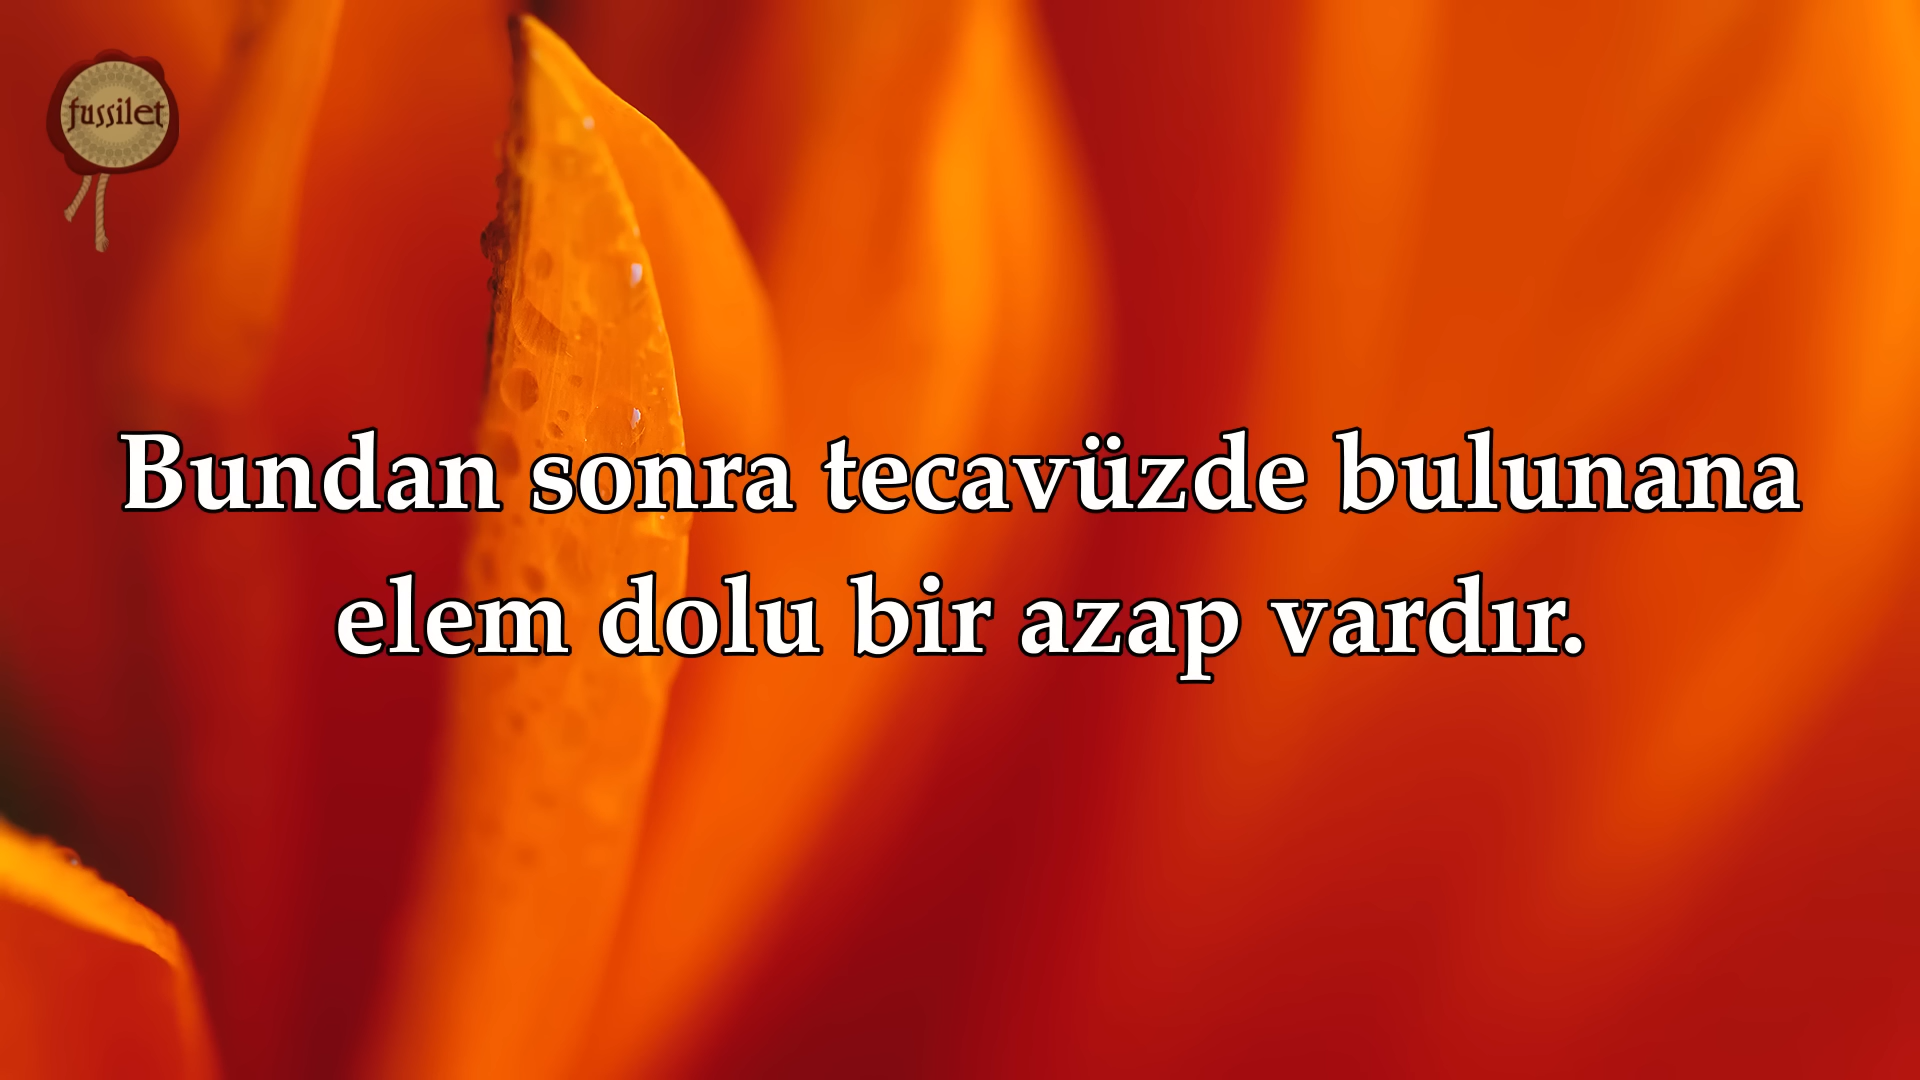 fussilet
Bundan sonra tecavüzde bulunana
elem dolu bir azap vardır.